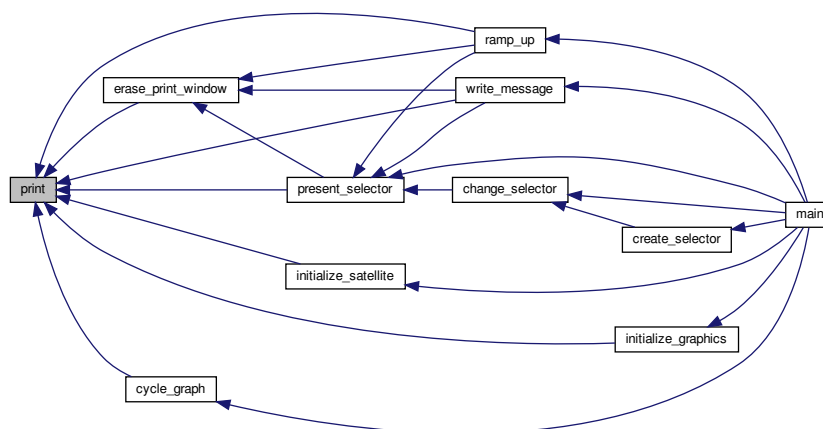 ramp_up
erase_print_window
write_message
print
present_selector
change_selector
main
create_selector
initialize_satellite
initialize_graphics
cycle_graph